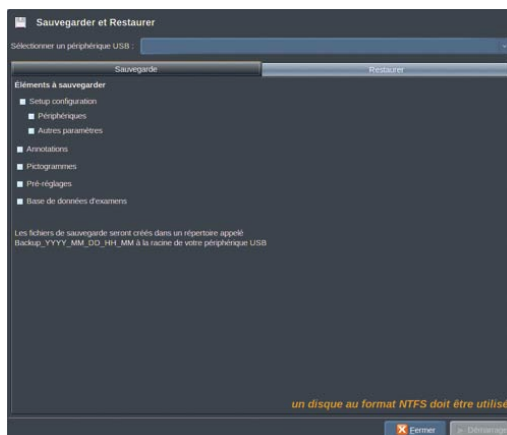 Sauvegarder et Restaurer
Sélectionner un périphérique USB :
Sauvegarde
Restaurer
Éléments à sauvegarder
Setup configuration
Périphériques
Autres paramètres
Annotations
Pictogrammes
Pré-réglages
Base de données d'examens
Les fichiers de sauvegarde seront créés dans un répertoire appelé
Backup_YYYY_MM_DD_HH_MM à la racine de votre périphérique USB
un disque au format NTFS doit être utilisé
Fermer
Démarrage